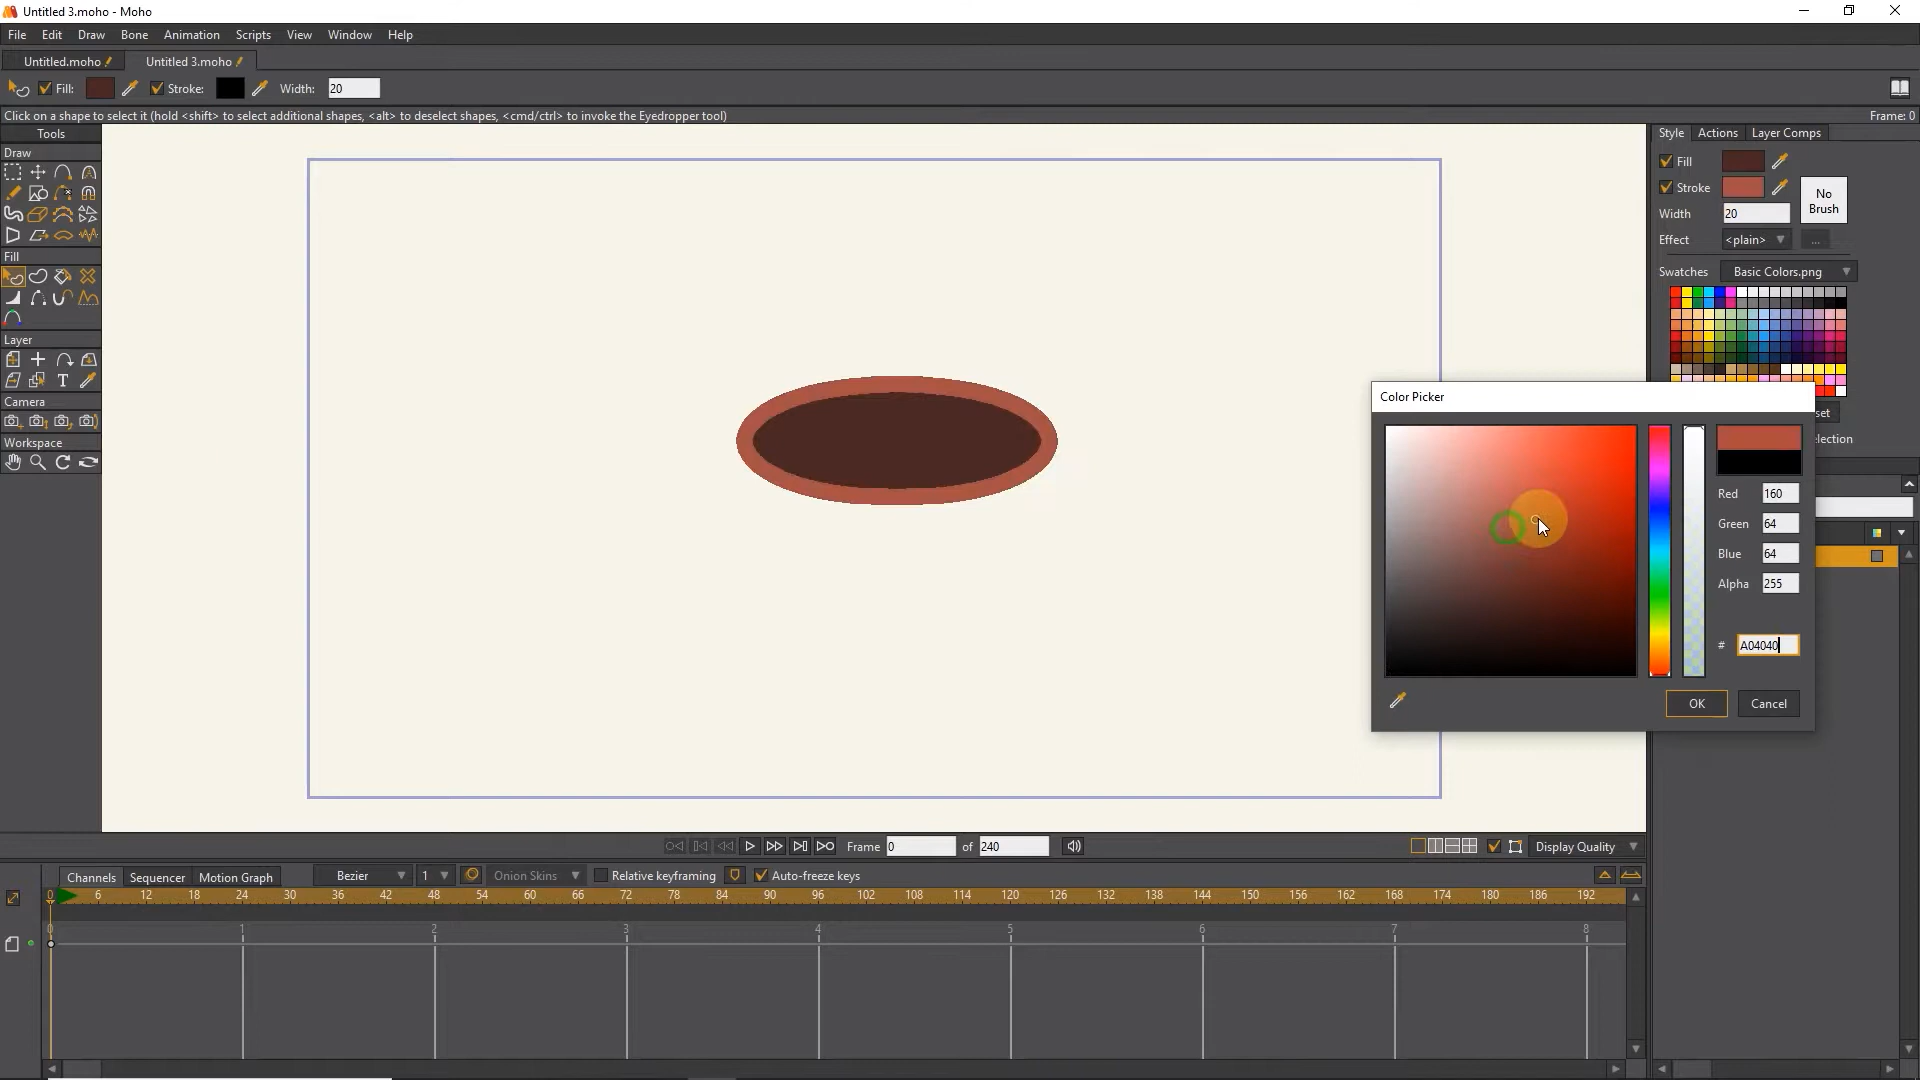 Untitled 3.moho - Moho
File Edit Draw Bone Animation Scripts View Window Help
Untitled.moho Untitled 3.moho
Fill: Stroke: Width: 20
Click on a shape to select it (hold <shift> to select additional shapes, <alt> to deselect shapes, <cmd/ctrl> to invoke the Eyedropper tool) Frame: 0
Tools
Draw
Fill
Layer
Camera
Workspace
Style Actions Layer Comps
Fill
Stroke
No Brush
Width 20
Effect <plain> ...
Swatches Basic Colors.png
set
election
Color Picker
Red 160
Green 64
Blue 64
Alpha 255
# A04040
OK Cancel
Frame 0 of 240 Display Quality
Channels Sequencer Motion Graph Bezier 1 Onion Skins Relative keyframing Auto-freeze keys
0 6 12 18 24 30 36 42 48 54 60 66 72 78 84 90 96 102 108 114 120 126 132 138 144 150 156 162 168 174 180 186 192
0 1 2 3 4 5 6 7 8